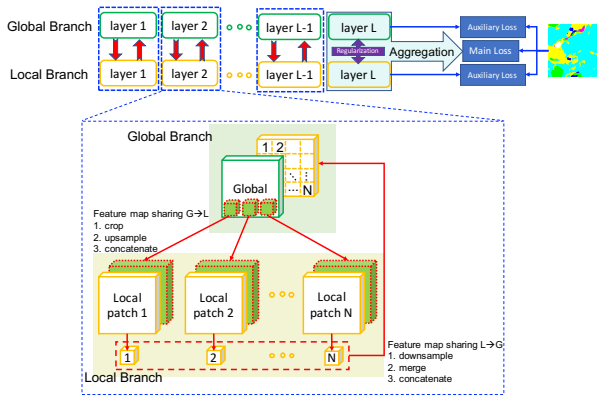 Global Branch
layer 1
layer 2
layer L-1
layer L
Auxiliary Loss
Regularization
Aggregation
Main Loss
Local Branch
layer 1
layer 2
layer L-1
layer L
Auxiliary Loss
Global Branch
1 2
... N
Global
Feature map sharing G→L
1. crop
2. upsample
3. concatenate
Local
patch 1
Local
patch 2
Local
patch N
1
2
N
Feature map sharing L→G
1. downsample
2. merge
3. concatenate
Local Branch